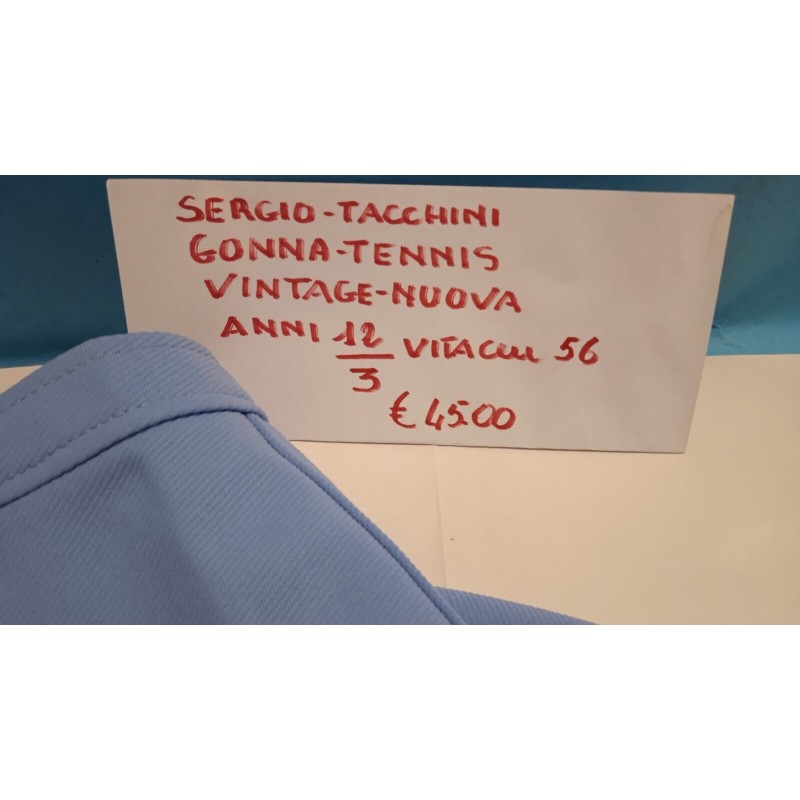 SERGIO-TACCHINI
GONNA-TENNIS
VINTAGE-NUOVA
ANNI 12/3 VITA cm 56
€ 45.00